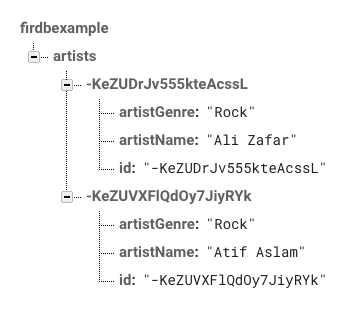 firdbexample
artists
-KeZUDrJv555kteAcssL
artistGenre: "Rock"
artistName: "Ali Zafar"
id: "-KeZUDrJv555kteAcssL"
-KeZUVXFlQdOy7JiyRYk
artistGenre: "Rock"
artistName: "Atif Aslam"
id: "-KeZUVXFlQdOy7JiyRYk"